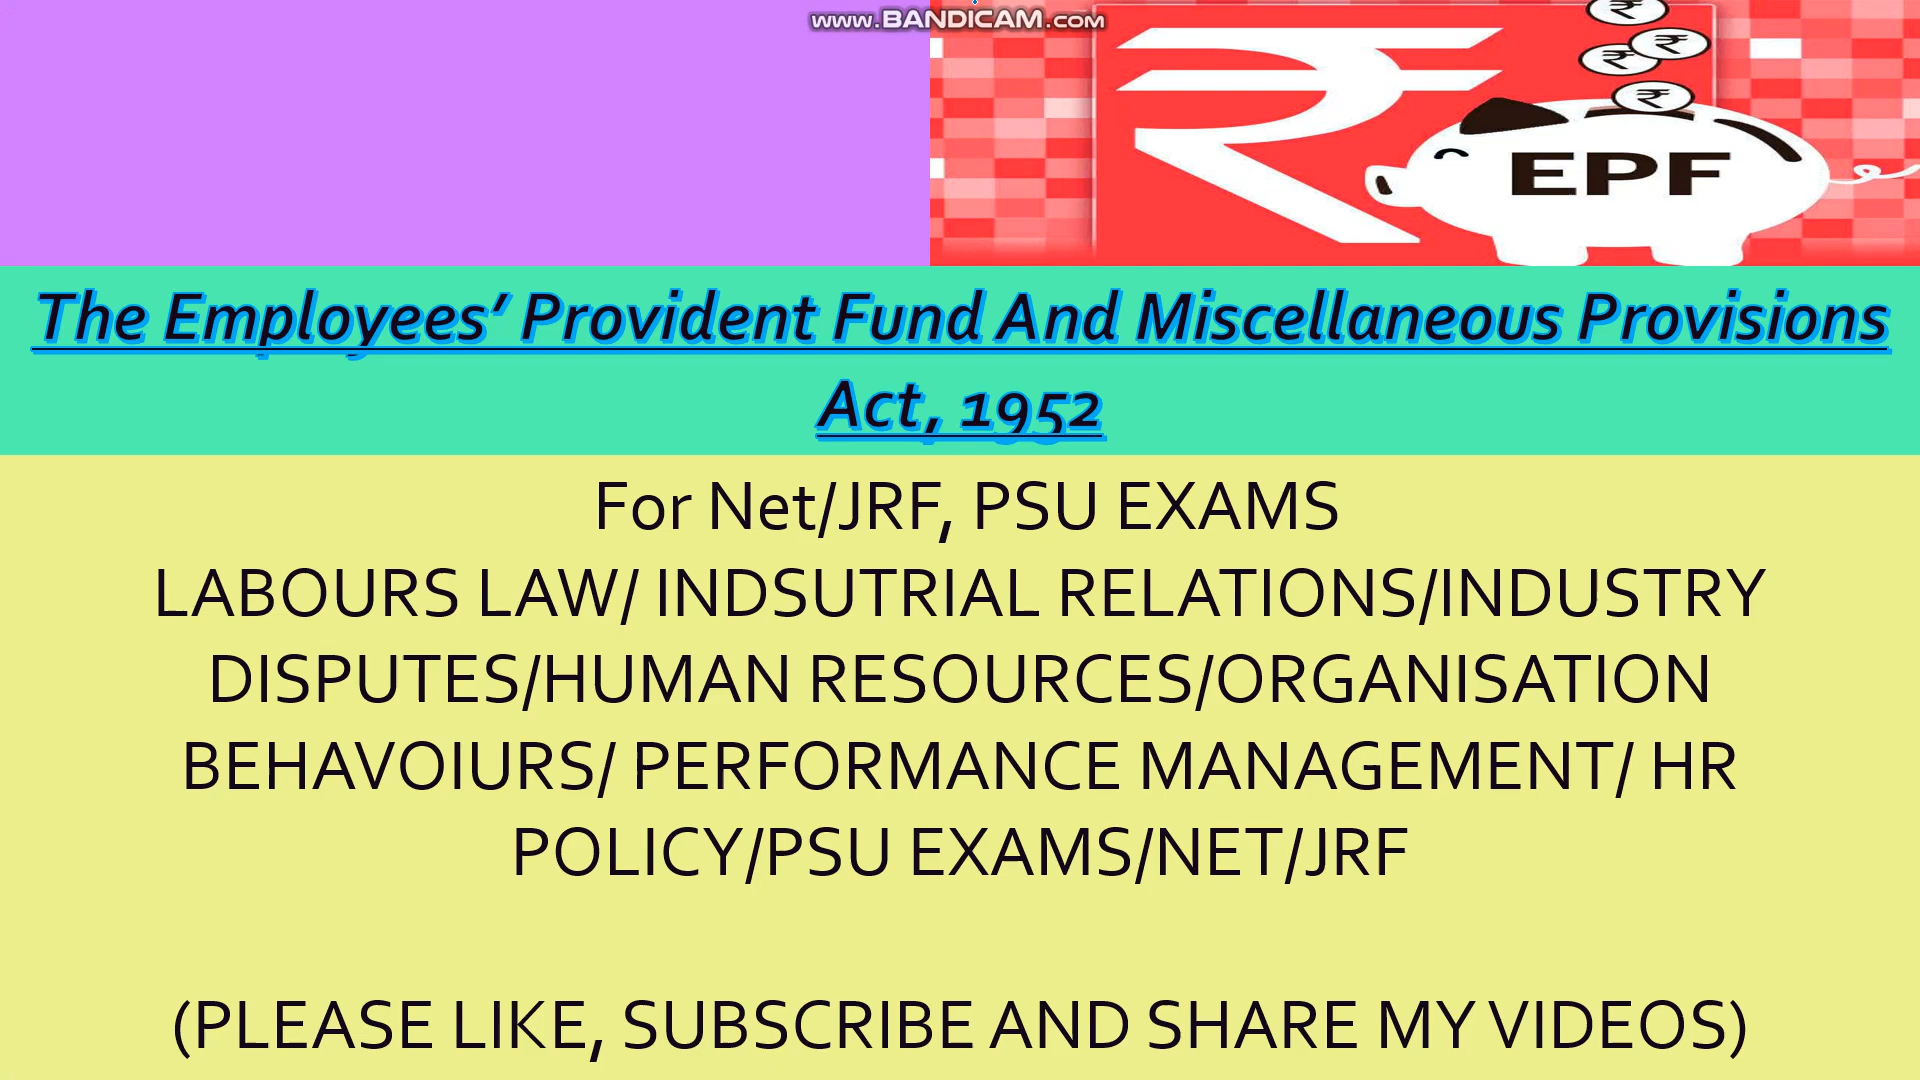 www.BANDICAM.com
₹
₹
₹
₹
₹
EPF
The Employees’ Provident Fund And Miscellaneous Provisions
Act, 1952
For Net/JRF, PSU EXAMS
LABOURS LAW/ INDSUTRIAL RELATIONS/INDUSTRY
DISPUTES/HUMAN RESOURCES/ORGANISATION
BEHAVOIURS/ PERFORMANCE MANAGEMENT/ HR
POLICY/PSU EXAMS/NET/JRF
(PLEASE LIKE, SUBSCRIBE AND SHARE MY VIDEOS)